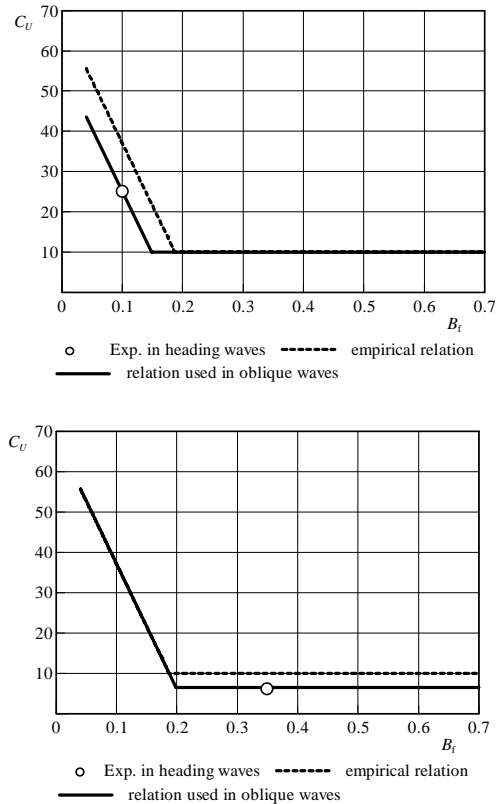 C_U
70
60
50
40
30
20
10
0 0.1 0.2 0.3 0.4 0.5 0.6 0.7
B_f
Exp. in heading waves empirical relation
relation used in oblique waves
C_U
70
60
50
40
30
20
10
0 0.1 0.2 0.3 0.4 0.5 0.6 0.7
B_f
Exp. in heading waves empirical relation
relation used in oblique waves